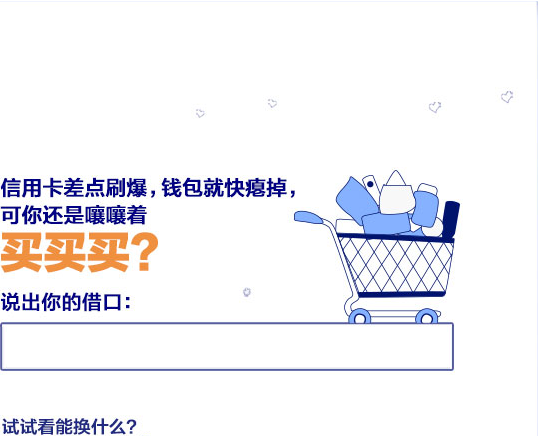 信用卡差点刷爆，钱包就快瘪掉，
可你还是嚷嚷着
买买买？
说出你的借口：
试试看能换什么？